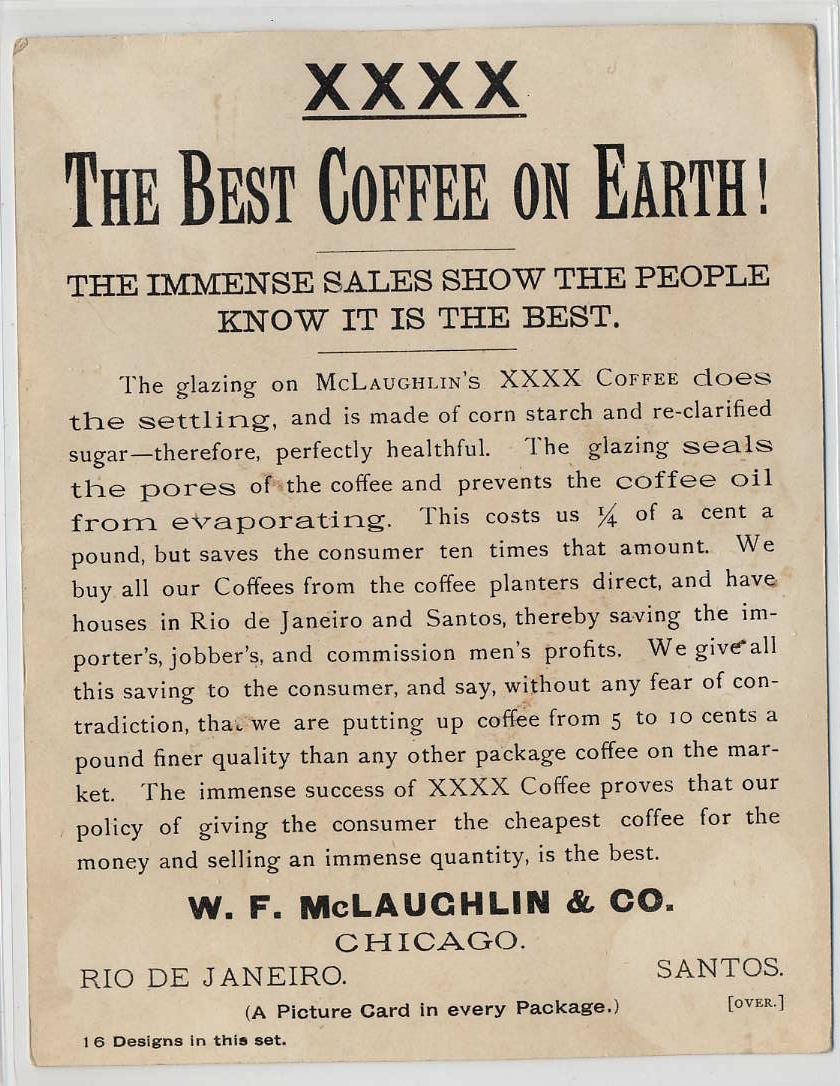 XXXX
THE BEST COFFEE ON EARTH!
THE IMMENSE SALES SHOW THE PEOPLE
KNOW IT IS THE BEST.
The glazing on McLAUGHLIN'S XXXX COFFEE does
the settling, and is made of corn starch and re-clarified
sugar—therefore, perfectly healthful. The glazing seals
the pores of the coffee and prevents the coffee oil
from evaporating. This costs us ¼ of a cent a
pound, but saves the consumer ten times that amount. We
buy all our Coffees from the coffee planters direct, and have
houses in Rio de Janeiro and Santos, thereby saving the im-
porter's, jobber's, and commission men's profits. We give all
this saving to the consumer, and say, without any fear of con-
tradiction, that we are putting up coffee from 5 to 10 cents a
pound finer quality than any other package coffee on the mar-
ket. The immense success of XXXX Coffee proves that our
policy of giving the consumer the cheapest coffee for the
money and selling an immense quantity, is the best.
W. F. McLAUGHLIN & CO.
CHICAGO.
RIO DE JANEIRO. SANTOS.
(A Picture Card in every Package.) [OVER.]
16 Designs in this set.